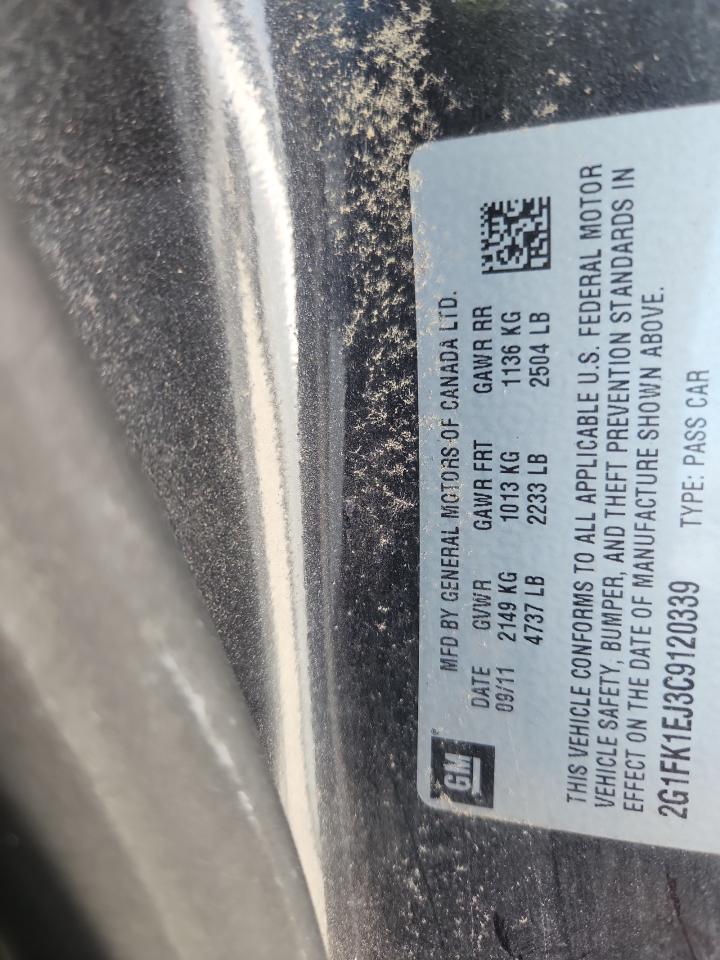 GM®
MFD BY GENERAL MOTORS OF CANADA LTD.
DATE GVWR GAWR FRT GAWR RR
09/11 2149 KG 1013 KG 1136 KG
4737 LB 2233 LB 2504 LB
THIS VEHICLE CONFORMS TO ALL APPLICABLE U.S. FEDERAL MOTOR
VEHICLE SAFETY, BUMPER, AND THEFT PREVENTION STANDARDS IN
EFFECT ON THE DATE OF MANUFACTURE SHOWN ABOVE.
2G1FK1EJ3C9120339 TYPE: PASS CAR